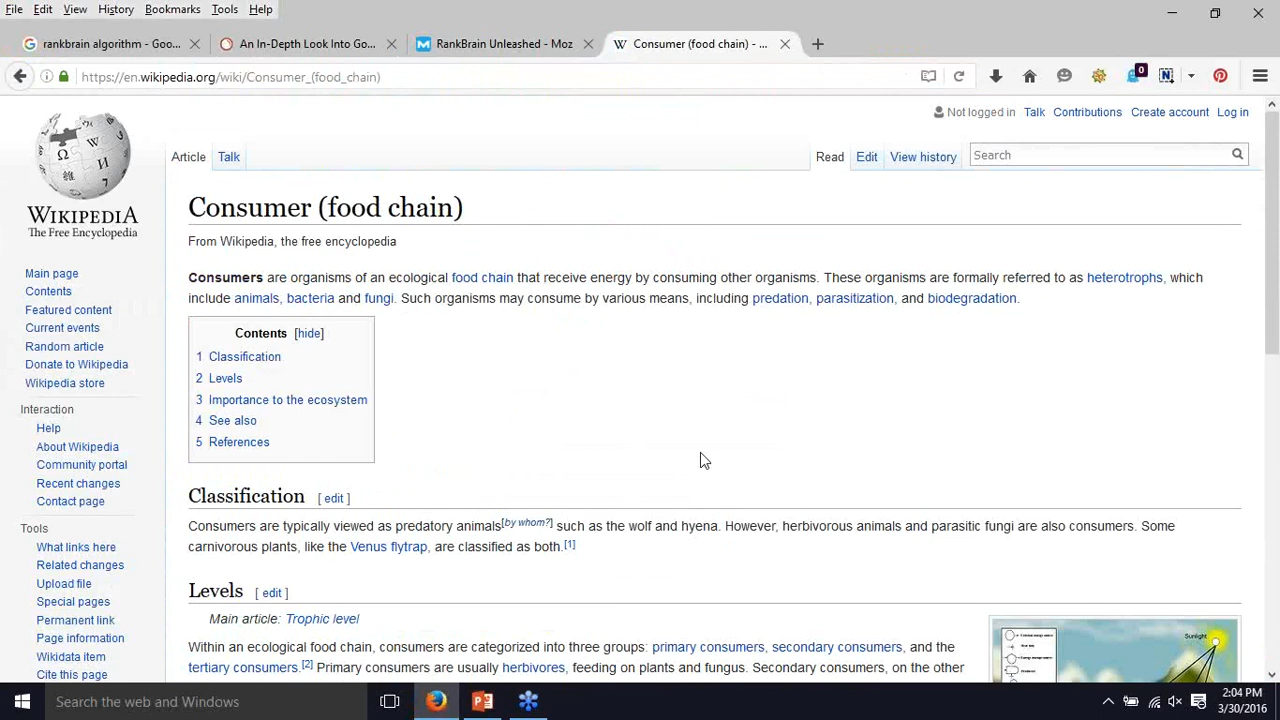 File Edit View History Bookmarks Tools Help
rankbrain algorithm - Goo...
An In-Depth Look Into Go...
RankBrain Unleashed - Moz
Consumer (food chain) - ...
https://en.wikipedia.org/wiki/Consumer_(food_chain)
0
Not logged in Talk Contributions Create account Log in
Article Talk
Read Edit View history
Search
WIKIPEDIA
The Free Encyclopedia
Main page
Contents
Featured content
Current events
Random article
Donate to Wikipedia
Wikipedia store
Interaction
Help
About Wikipedia
Community portal
Recent changes
Contact page
Tools
What links here
Related changes
Upload file
Special pages
Permanent link
Page information
Wikidata item
Cite this page
Consumer (food chain)
From Wikipedia, the free encyclopedia
Consumers are organisms of an ecological food chain that receive energy by consuming other organisms. These organisms are formally referred to as heterotrophs, which
include animals, bacteria and fungi. Such organisms may consume by various means, including predation, parasitization, and biodegradation.
Contents [hide]
1 Classification
2 Levels
3 Importance to the ecosystem
4 See also
5 References
Classification [ edit ]
Consumers are typically viewed as predatory animals[by whom?] such as the wolf and hyena. However, herbivorous animals and parasitic fungi are also consumers. Some
carnivorous plants, like the Venus flytrap, are classified as both.[1]
Levels [ edit ]
Main article: Trophic level
Within an ecological food chain, consumers are categorized into three groups: primary consumers, secondary consumers, and the
tertiary consumers.[2] Primary consumers are usually herbivores, feeding on plants and fungus. Secondary consumers, on the other
Sunlight
Search the web and Windows
2:04 PM
3/30/2016